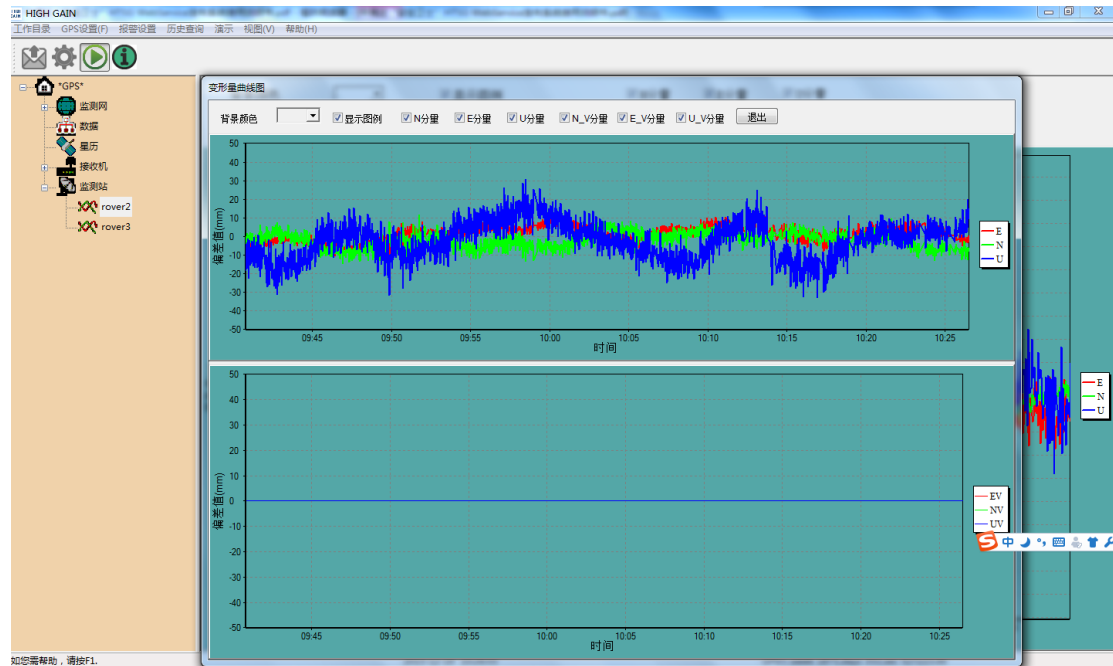 HIGH GAIN
工作目录 GPS设置(F) 报警设置 历史查询 演示 视图(V) 帮助(H)
*GPS*
监测网
数据
星历
接收机
监测站
rover2
rover3
变形量曲线图
背景颜色 显示图例 N分量 E分量 U分量 N_V分量 E_V分量 U_V分量 退出
50
40
30
20
10
0
-10
-20
-30
-40
-50
偏差值(mm)
09:45 09:50 09:55 10:00 10:05 10:10 10:15 10:20 10:25
时间
E
N
U
50
40
30
20
10
0
-10
-20
-30
-40
-50
偏差值(mm)
09:45 09:50 09:55 10:00 10:05 10:10 10:15 10:20 10:25
时间
EV
NV
UV
E
N
U
中
如您需帮助，请按F1.